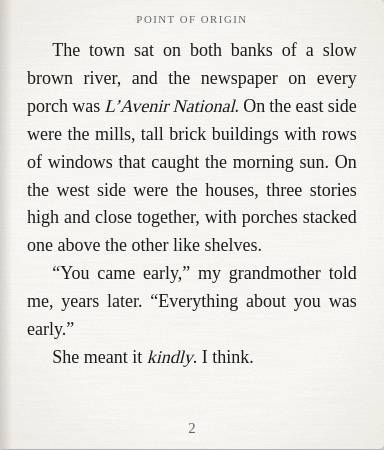 POINT OF ORIGIN
The town sat on both banks of a slow
brown river, and the newspaper on every
porch was L’Avenir National. On the east side
were the mills, tall brick buildings with rows
of windows that caught the morning sun. On
the west side were the houses, three stories
high and close together, with porches stacked
one above the other like shelves.
“You came early,” my grandmother told
me, years later. “Everything about you was
early.”
She meant it kindly. I think.
2